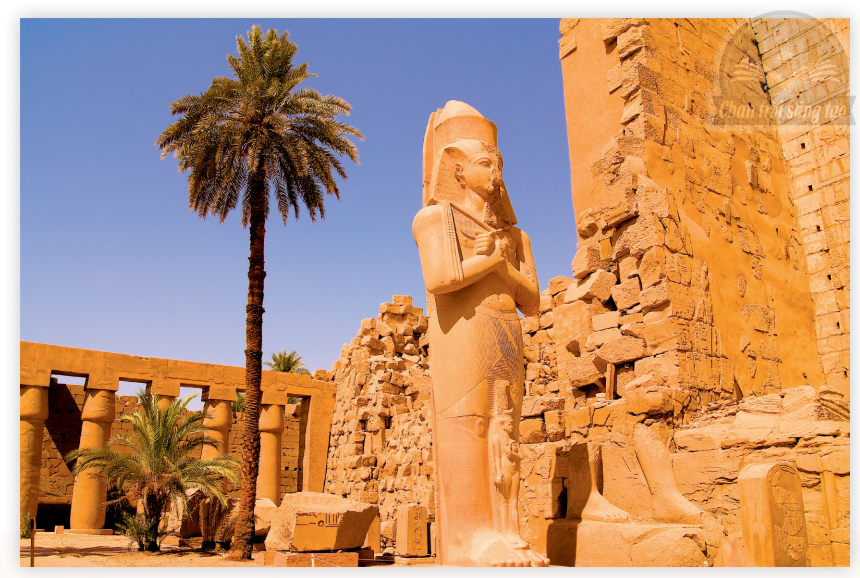 Chân trời sáng tạo